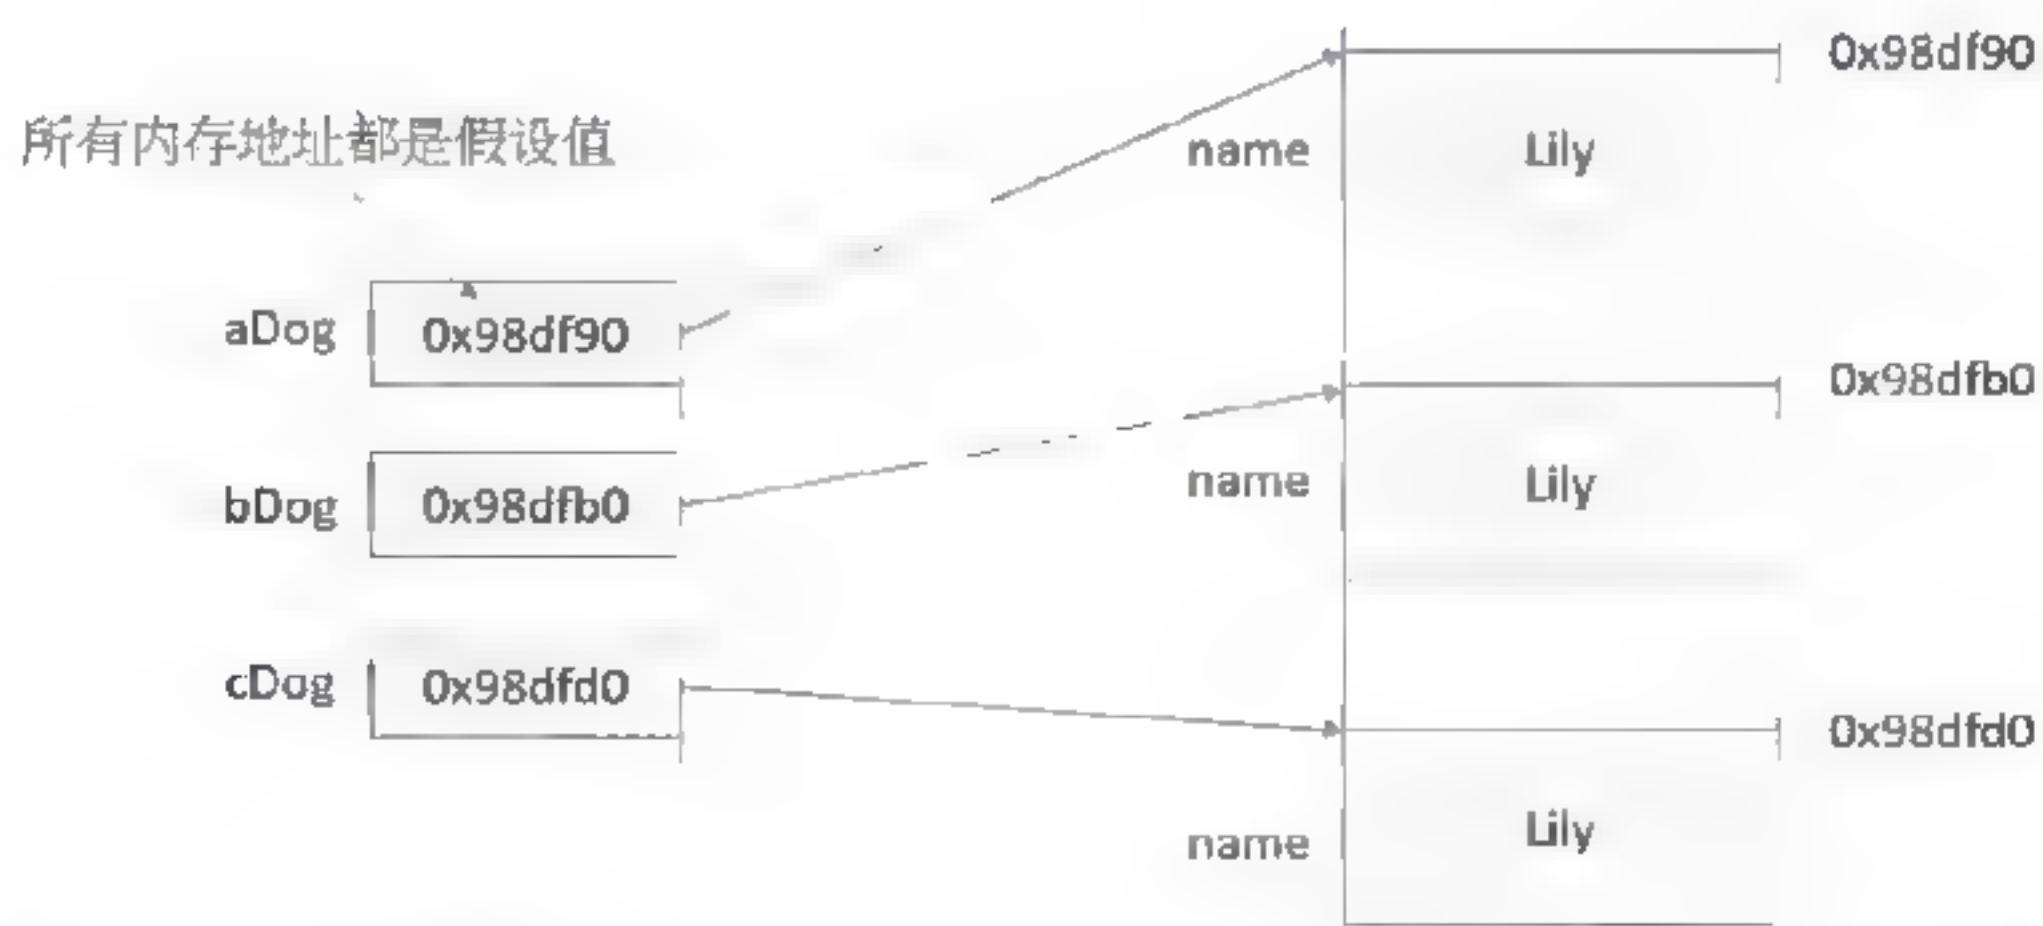 0x98df90
所有内存地址都是假设值
name Lily
aDog 0x98df90
0x98dfb0
name Lily
bDog 0x98dfb0
cDog 0x98dfd0
0x98dfd0
name Lily